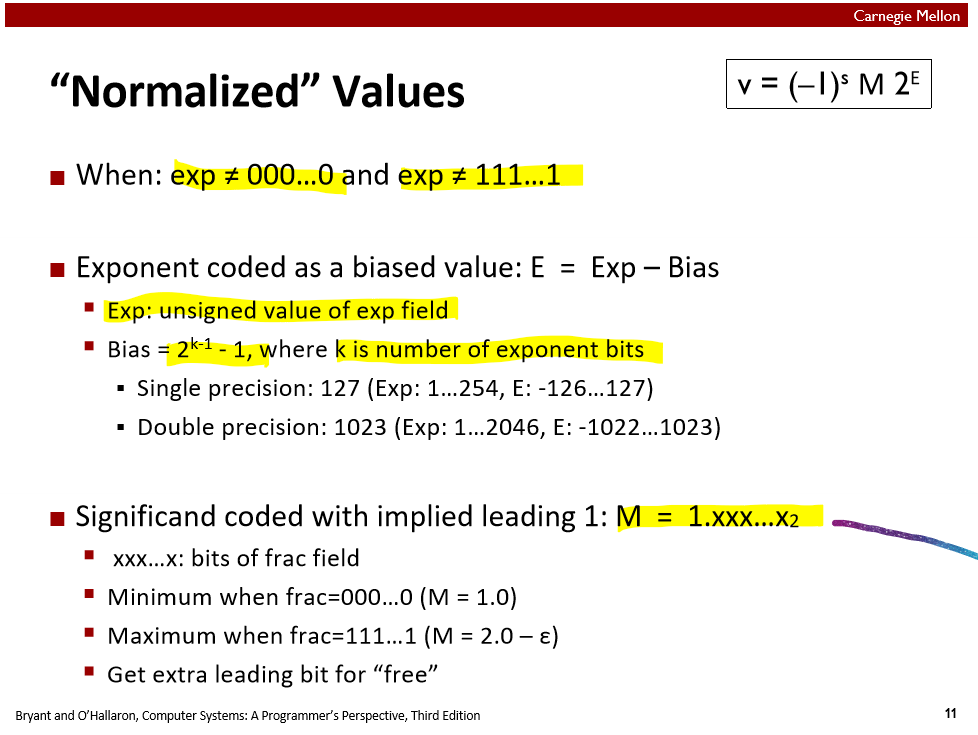 Carnegie Mellon
“Normalized” Values
v = (–1)ˢ M 2ᴱ
■ When: exp ≠ 000…0 and exp ≠ 111…1
■ Exponent coded as a biased value: E = Exp – Bias
▪ Exp: unsigned value of exp field
▪ Bias = 2ᵏ⁻¹ - 1, where k is number of exponent bits
▪ Single precision: 127 (Exp: 1…254, E: -126…127)
▪ Double precision: 1023 (Exp: 1…2046, E: -1022…1023)
■ Significand coded with implied leading 1: M = 1.xxx…x₂
▪ xxx…x: bits of frac field
▪ Minimum when frac=000…0 (M = 1.0)
▪ Maximum when frac=111…1 (M = 2.0 – ε)
▪ Get extra leading bit for “free”
Bryant and O’Hallaron, Computer Systems: A Programmer’s Perspective, Third Edition
11